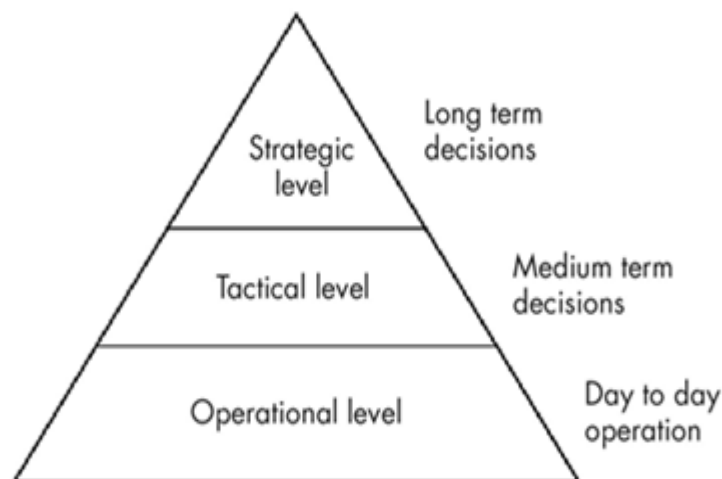 Strategic
level
Long term
decisions
Tactical level
Medium term
decisions
Operational level
Day to day
operation